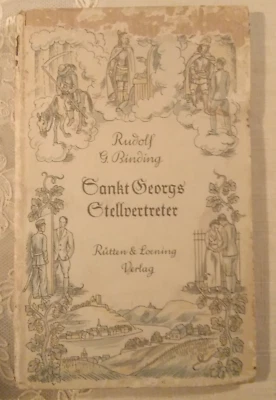 Rudolf
G. Binding
Sankt Georgs
Stellvertreter
Rütten & Loening
Verlag